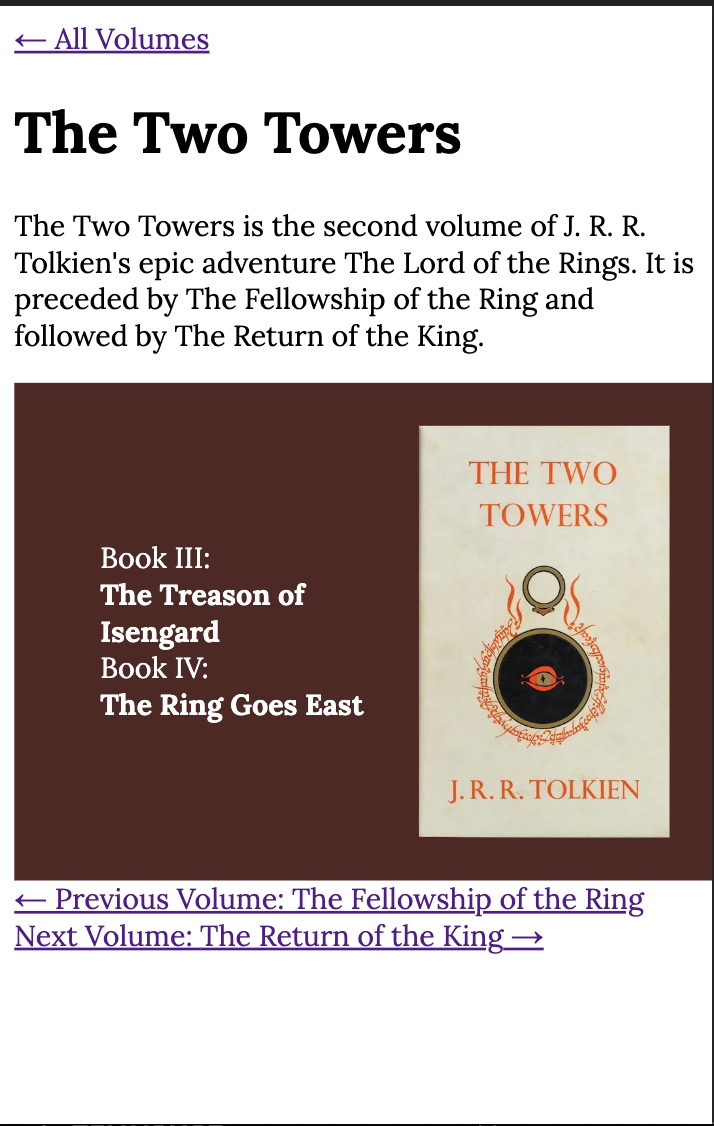 ← All Volumes
The Two Towers
The Two Towers is the second volume of J. R. R.
Tolkien's epic adventure The Lord of the Rings. It is
preceded by The Fellowship of the Ring and
followed by The Return of the King.
Book III:
The Treason of
Isengard
Book IV:
The Ring Goes East
THE TWO
TOWERS
J. R. R. TOLKIEN
← Previous Volume: The Fellowship of the Ring
Next Volume: The Return of the King →